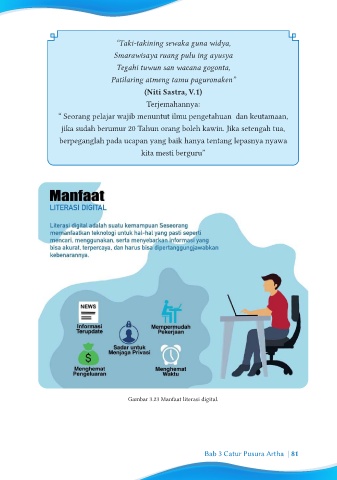 "Taki-takining sewaka guna widya,
Smarawisaya ruang pulu ing ayusya
Tegahi tuwun san wacana gogonta,
Patilaring atmeng tamu paguronaken"
(Niti Sastra, V.1)
Terjemahannya:
" Seorang pelajar wajib menuntut ilmu pengetahuan dan keutamaan,
jika sudah berumur 20 Tahun orang boleh kawin. Jika setengah tua,
berpeganglah pada ucapan yang baik hanya tentang lepasnya nyawa
kita mesti berguru"
Manfaat
LITERASI DIGITAL
Literasi digital adalah suatu kemampuan Seseorang
memanfaatkan teknologi untuk hal-hal yang pasti seperti
mencari, menggunakan, serta menyebarkan informasi yang
bisa akurat, terpercaya, dan harus bisa dipertanggungjawabkan
kebenarannya.
NEWS
Informasi
Terupdate
Mempermudah
Pekerjaan
Sadar untuk
Menjaga Privasi
$
Menghemat
Pengeluaran
Menghemat
Waktu
Gambar 3.23 Manfaat literasi digital.
Bab 3 Catur Pusura Artha | 81